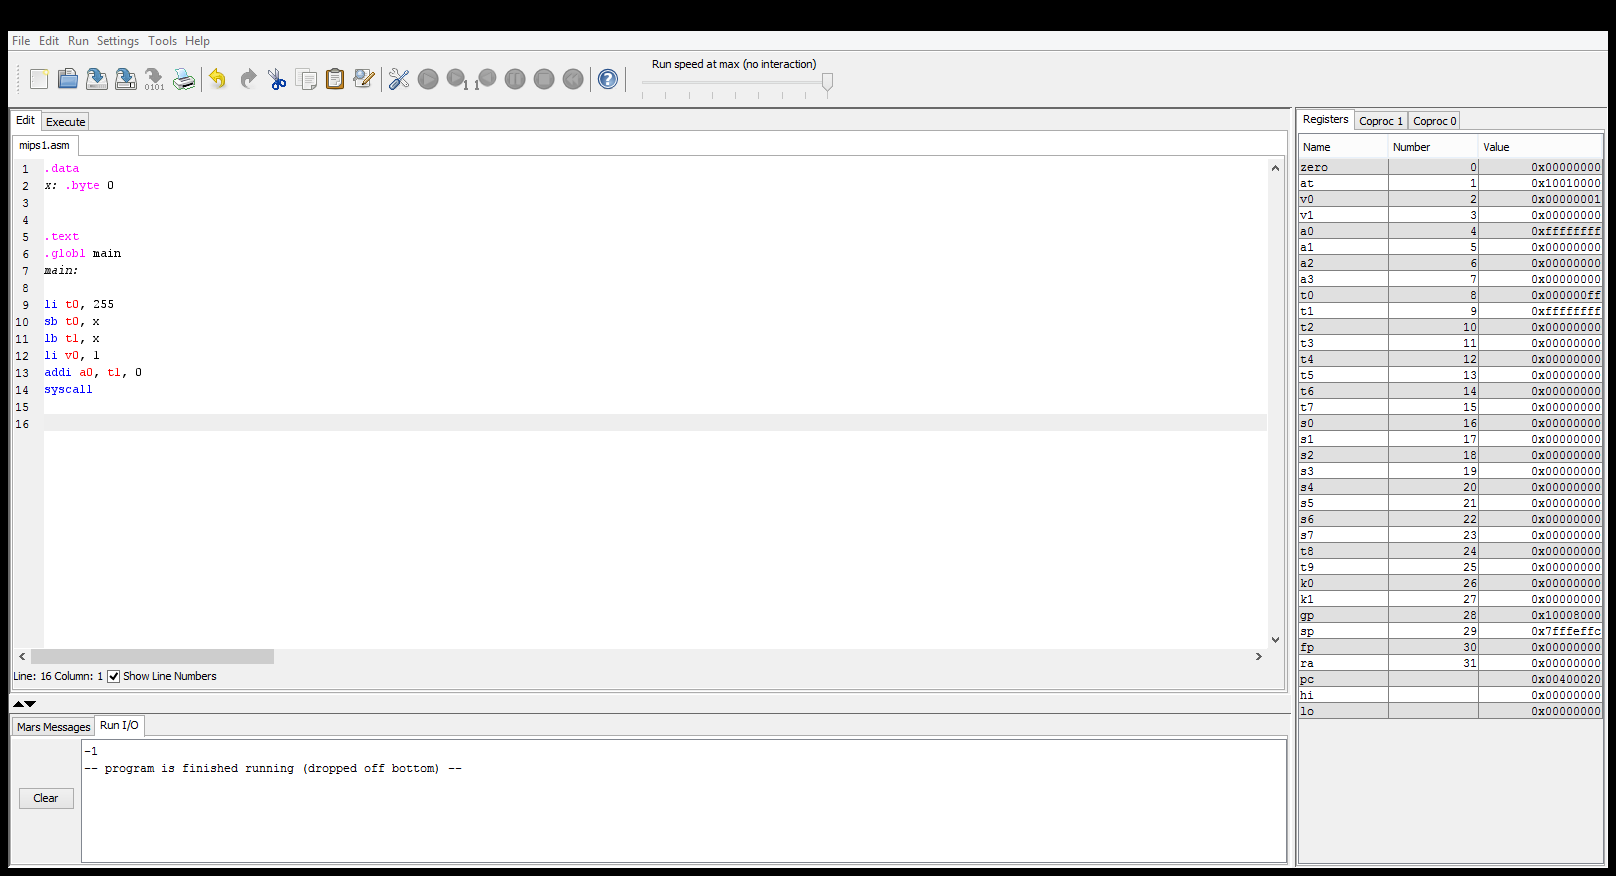 File Edit Run Settings Tools Help
Run speed at max (no interaction)
0101
1 1
Edit Execute
mips1.asm
1 .data
2 x: .byte 0
3
4
5 .text
6 .globl main
7 main:
8
9 li t0, 255
10 sb t0, x
11 lb t1, x
12 li v0, 1
13 addi a0, t1, 0
14 syscall
15
16
Line: 16 Column: 1 Show Line Numbers
Mars Messages Run I/O
Clear
-1
-- program is finished running (dropped off bottom) --
Registers Coproc 1 Coproc 0
Name Number Value
zero 0 0x00000000
at 1 0x10010000
v0 2 0x00000001
v1 3 0x00000000
a0 4 0xffffffff
a1 5 0x00000000
a2 6 0x00000000
a3 7 0x00000000
t0 8 0x000000ff
t1 9 0xffffffff
t2 10 0x00000000
t3 11 0x00000000
t4 12 0x00000000
t5 13 0x00000000
t6 14 0x00000000
t7 15 0x00000000
s0 16 0x00000000
s1 17 0x00000000
s2 18 0x00000000
s3 19 0x00000000
s4 20 0x00000000
s5 21 0x00000000
s6 22 0x00000000
s7 23 0x00000000
t8 24 0x00000000
t9 25 0x00000000
k0 26 0x00000000
k1 27 0x00000000
gp 28 0x10008000
sp 29 0x7fffeffc
fp 30 0x00000000
ra 31 0x00000000
pc 0x00400020
hi 0x00000000
lo 0x00000000